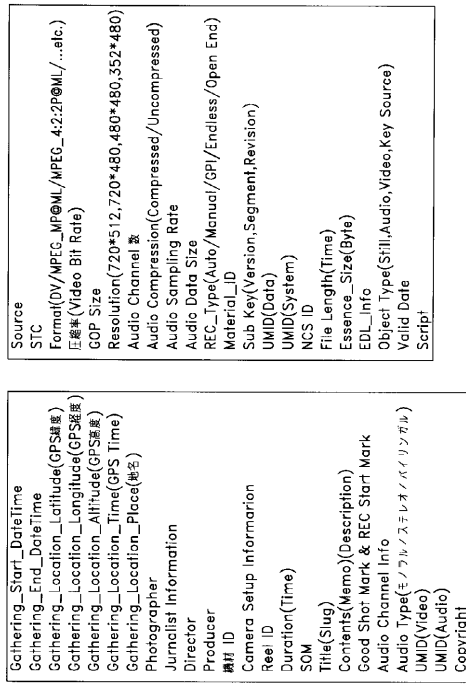 Gathering_Start_DateTime
Gathering_End_DateTime
Gathering_Location_Latitude(GPS緯度)
Gathering_Location_Longitude(GPS経度)
Gathering_Location_Altitude(GPS高度)
Gathering_Location_Time(GPS Time)
Gathering_Location_Place(地名)
Photographer
Jurnalist Information
Director
Producer
機材 ID
Camera Setup Informarion
Reel ID
Duration(Time)
SOM
Title(Slug)
Contents(Memo)(Description)
Good Shot Mark & REC Start Mark
Audio Channel Info
Audio Type(モノラル/ステレオ/バイリンガル)
UMID(Video)
UMID(Audio)
Copyright
Source
STC
Format(DV/MPEG_MP@ML/MPEG_4:2:2P@ML/...etc.)
圧縮率(Video Bit Rate)
GOP Size
Resolution(720*512,720*480,480*480,352*480)
Audio Channel 数
Audio Compression(Compressed/Uncompressed)
Audio Sampling Rate
Audio Data Size
REC_Type(Auto/Manual/GPI/Endless/Open End)
Material_ID
Sub Key(Version,Segment,Revision)
UMID(Data)
UMID(System)
NCS ID
File Length(Time)
Essence_Size(Byte)
EDL_Info
Object Type(Still,Audio,Video,Key Source)
Valid Date
Script